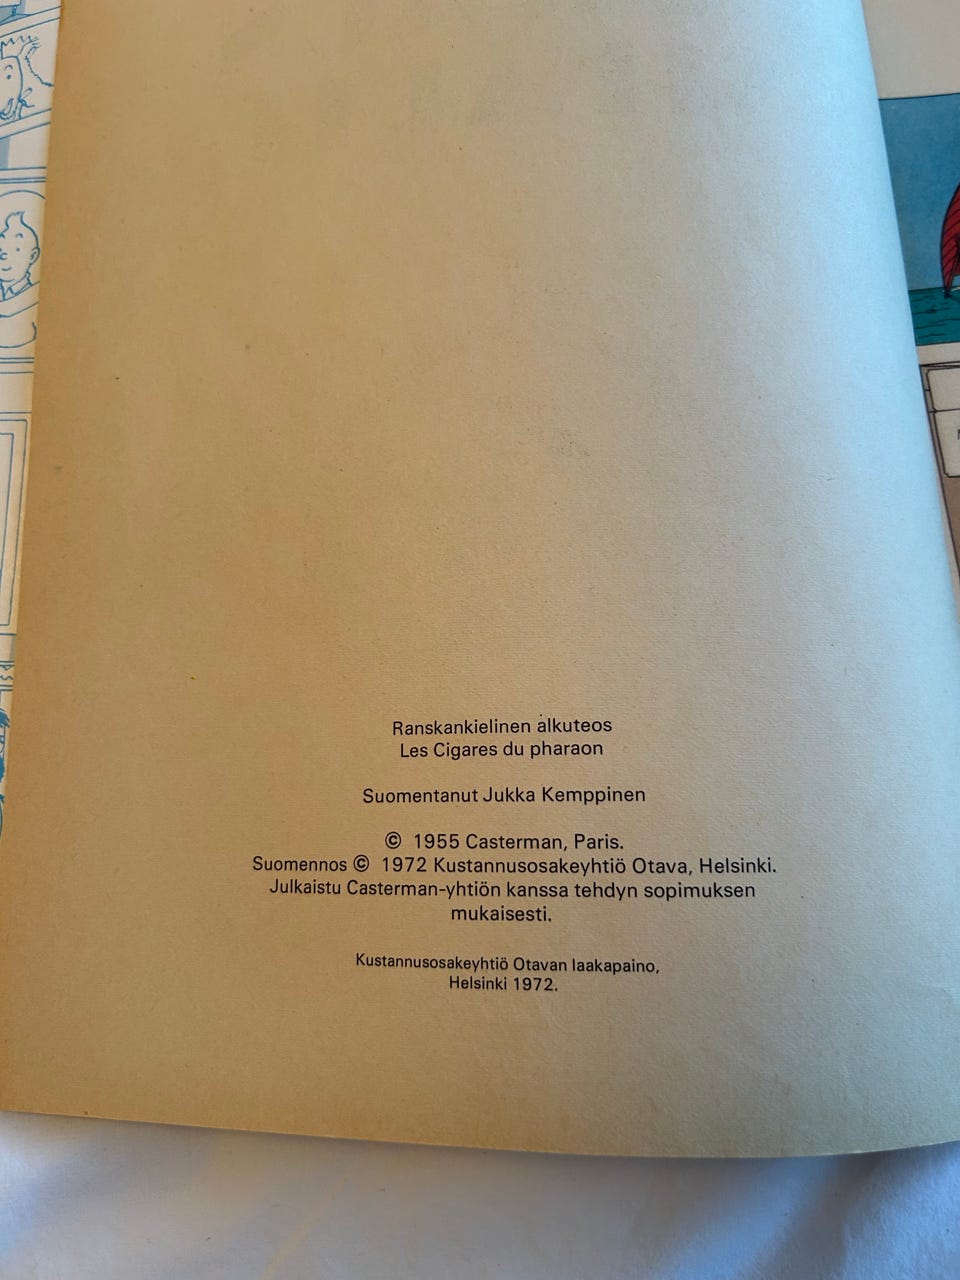 Ranskankielinen alkuteos
Les Cigares du pharaon
Suomentanut Jukka Kemppinen
© 1955 Casterman, Paris.
Suomennos © 1972 Kustannusosakeyhtiö Otava, Helsinki.
Julkaistu Casterman-yhtiön kanssa tehdyn sopimuksen
mukaisesti.
Kustannusosakeyhtiö Otavan laakapaino,
Helsinki 1972.